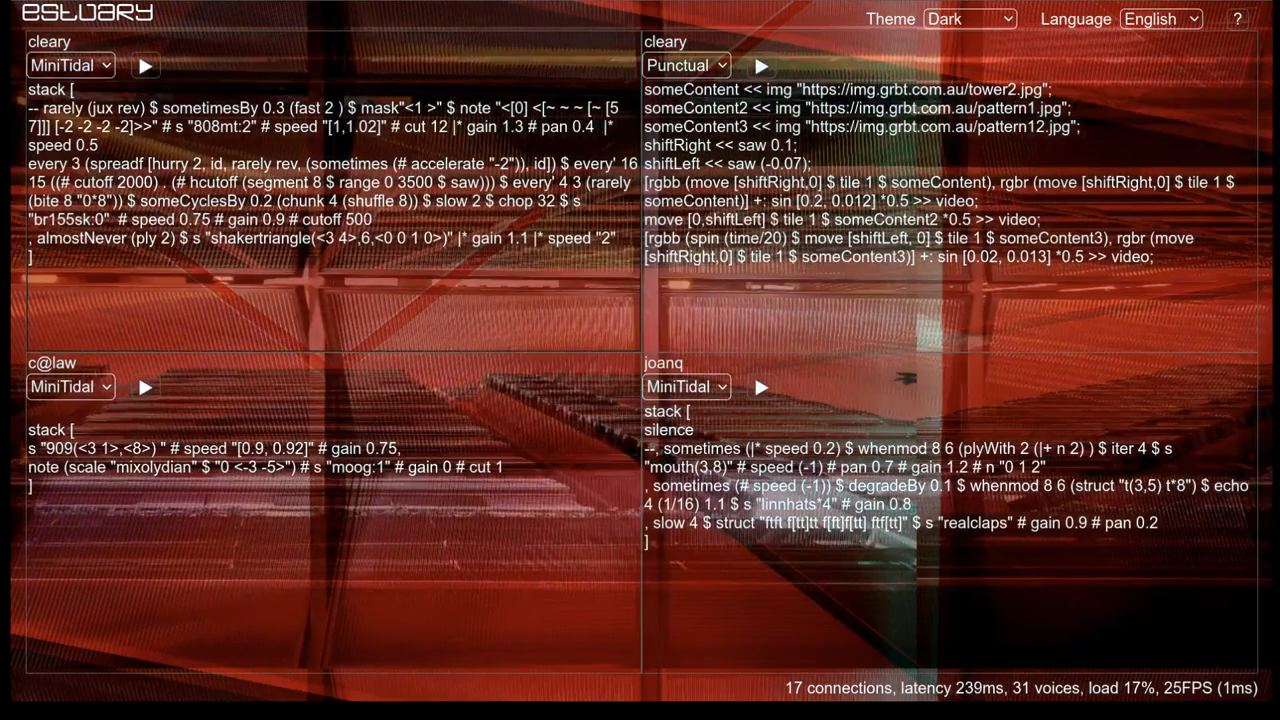 estuary
Theme Dark Language English ?
cleary
MiniTidal
stack [
-- rarely (jux rev) $ sometimesBy 0.3 (fast 2 ) $ mask"<1 >" $ note "<[0] <[~ ~ ~ [~ [5
7]]] [-2 -2 -2 -2]>>" # s "808mt:2" # speed "[1,1.02]" # cut 12 |* gain 1.3 # pan 0.4  |*
speed 0.5
every 3 (spreadf [hurry 2, id, rarely rev, (sometimes (# accelerate "-2")), id]) $ every' 16
15 ((# cutoff 2000) . (# hcutoff (segment 8 $ range 0 3500 $ saw))) $ every' 4 3 (rarely
(bite 8 "0*8")) $ someCyclesBy 0.2 (chunk 4 (shuffle 8)) $ slow 2 $ chop 32 $ s
"br155sk:0"  # speed 0.75 # gain 0.9 # cutoff 500
, almostNever (ply 2) $ s "shakertriangle(<3 4>,6,<0 0 1 0>)" |* gain 1.1 |* speed "2"
]
cleary
Punctual
someContent << img "https://img.grbt.com.au/tower2.jpg";
someContent2 << img "https://img.grbt.com.au/pattern1.jpg";
someContent3 << img "https://img.grbt.com.au/pattern12.jpg";
shiftRight << saw 0.1;
shiftLeft << saw (-0.07);
[rgbb (move [shiftRight,0] $ tile 1 $ someContent), rgbr (move [shiftRight,0] $ tile 1 $
someContent)] +: sin [0.2, 0.012] *0.5 >> video;
move [0,shiftLeft] $ tile 1 $ someContent2 *0.5 >> video;
[rgbb (spin (time/20) $ move [shiftLeft, 0] $ tile 1 $ someContent3), rgbr (move
[shiftRight,0] $ tile 1 $ someContent3)] +: sin [0.02, 0.013] *0.5 >> video;
c@law
MiniTidal
stack [
s "909(<3 1>,<8>) " # speed "[0.9, 0.92]" # gain 0.75,
note (scale "mixolydian" $ "0 <-3 -5>") # s "moog:1" # gain 0 # cut 1
]
joanq
MiniTidal
stack [
silence
--, sometimes (|* speed 0.2) $ whenmod 8 6 (plyWith 2 (|+ n 2) ) $ iter 4 $ s
"mouth(3,8)" # speed (-1) # pan 0.7 # gain 1.2 # n "0 1 2"
, sometimes (# speed (-1)) $ degradeBy 0.1 $ whenmod 8 6 (struct "t(3,5) t*8") $ echo
4 (1/16) 1.1 $ s "linnhats*4" # gain 0.8
, slow 4 $ struct "ftft f[tt]tt f[ft]f[tt] ftf[tt]" $ s "realclaps" # gain 0.9 # pan 0.2
]
17 connections, latency 239ms, 31 voices, load 17%, 25FPS (1ms)